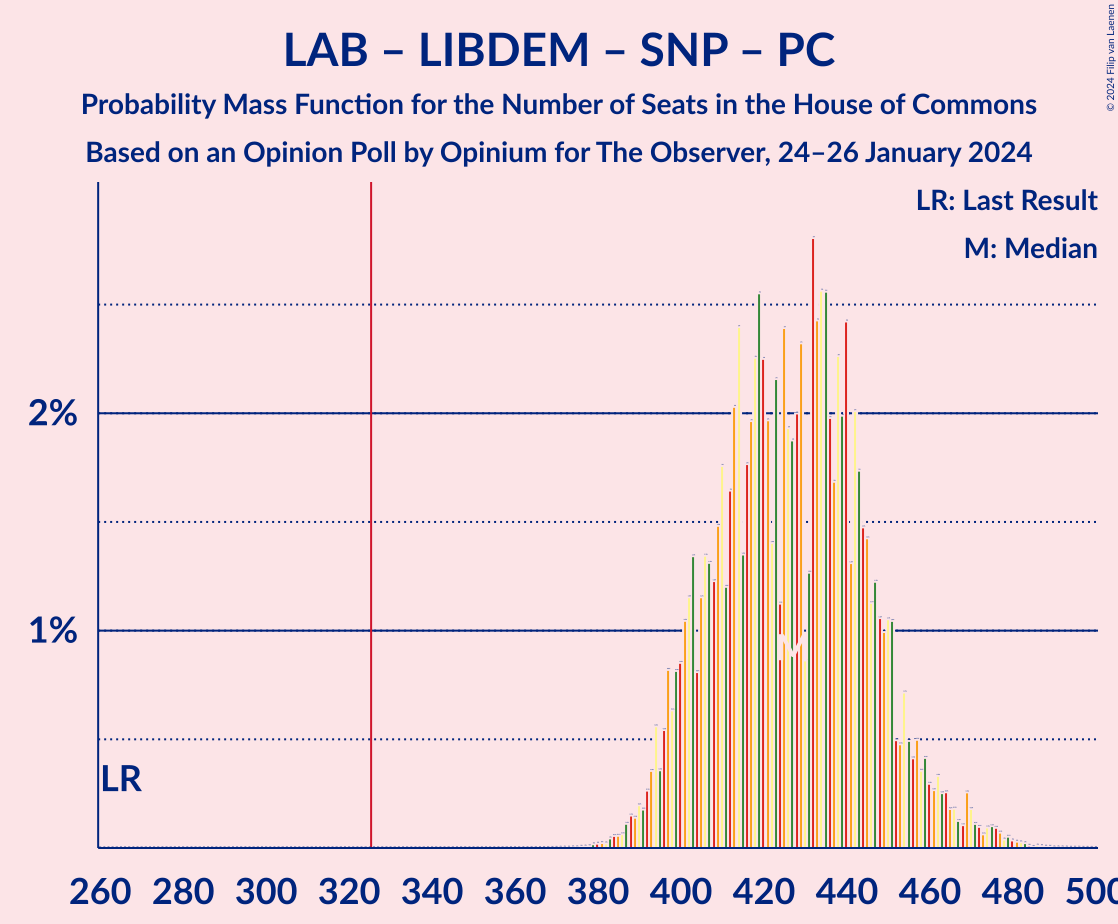 LAB – LIBDEM – SNP – PC
Probability Mass Function for the Number of Seats in the House of Commons
Based on an Opinion Poll by Opinium for The Observer, 24–26 January 2024
© 2024 Filip van Laenen
LR: Last Result
M: Median
2%
1%
M
LR
260 280 300 320 340 360 380 400 420 440 460 480 500